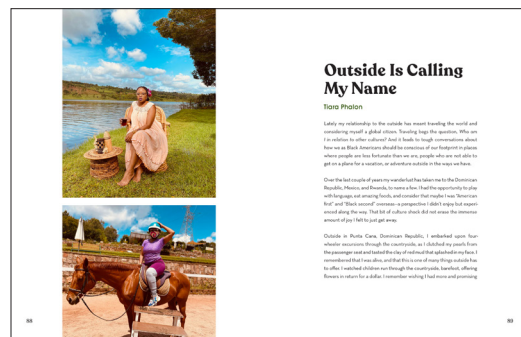 Outside Is Calling
My Name
Tiara Phalon
Lately my relationship to the outside has meant traveling the world and
considering myself a global citizen. Traveling begs the question, Who am
I in relation to other cultures? And it leads to tough conversations about
how we as Black Americans should be conscious of our footprint in places
where people are less fortunate than we are, people who are not able to
get on a plane for a vacation, or adventure outside in the ways we have.
Over the last couple of years my wanderlust has taken me to the Dominican
Republic, Mexico, and Rwanda, to name a few. I had the opportunity to play
with language, eat amazing foods, and consider that maybe I was "American
first" and "Black second" overseas—a perspective I didn't enjoy but experi-
enced along the way. That bit of culture shock did not erase the immense
amount of joy I felt to just get away.
Outside in Punta Cana, Dominican Republic, I embarked upon four-
wheeler excursions through the countryside, as I clutched my pearls from
the passenger seat and tasted the clay of red mud that splashed in my face. I
remembered that I was alive, and that this is one of many things outside has
to offer. I watched children run through the countryside, barefoot, offering
flowers in return for a dollar. I remember wishing I had more and promising
88
89